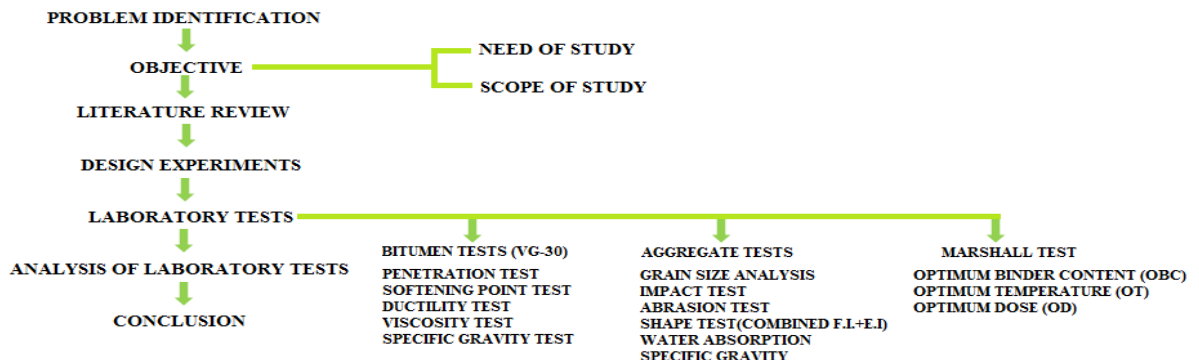 PROBLEM IDENTIFICATION
OBJECTIVE
NEED OF STUDY
SCOPE OF STUDY
LITERATURE REVIEW
DESIGN EXPERIMENTS
LABORATORY TESTS
BITUMEN TESTS (VG-30)
PENETRATION TEST
SOFTENING POINT TEST
DUCTILITY TEST
VISCOSITY TEST
SPECIFIC GRAVITY TEST
AGGREGATE TESTS
GRAIN SIZE ANALYSIS
IMPACT TEST
ABRASION TEST
SHAPE TEST(COMBINED F.I.+E.I)
WATER ABSORPTION
SPECIFIC GRAVITY
MARSHALL TEST
OPTIMUM BINDER CONTENT (OBC)
OPTIMUM TEMPERATURE (OT)
OPTIMUM DOSE (OD)
ANALYSIS OF LABORATORY TESTS
CONCLUSION